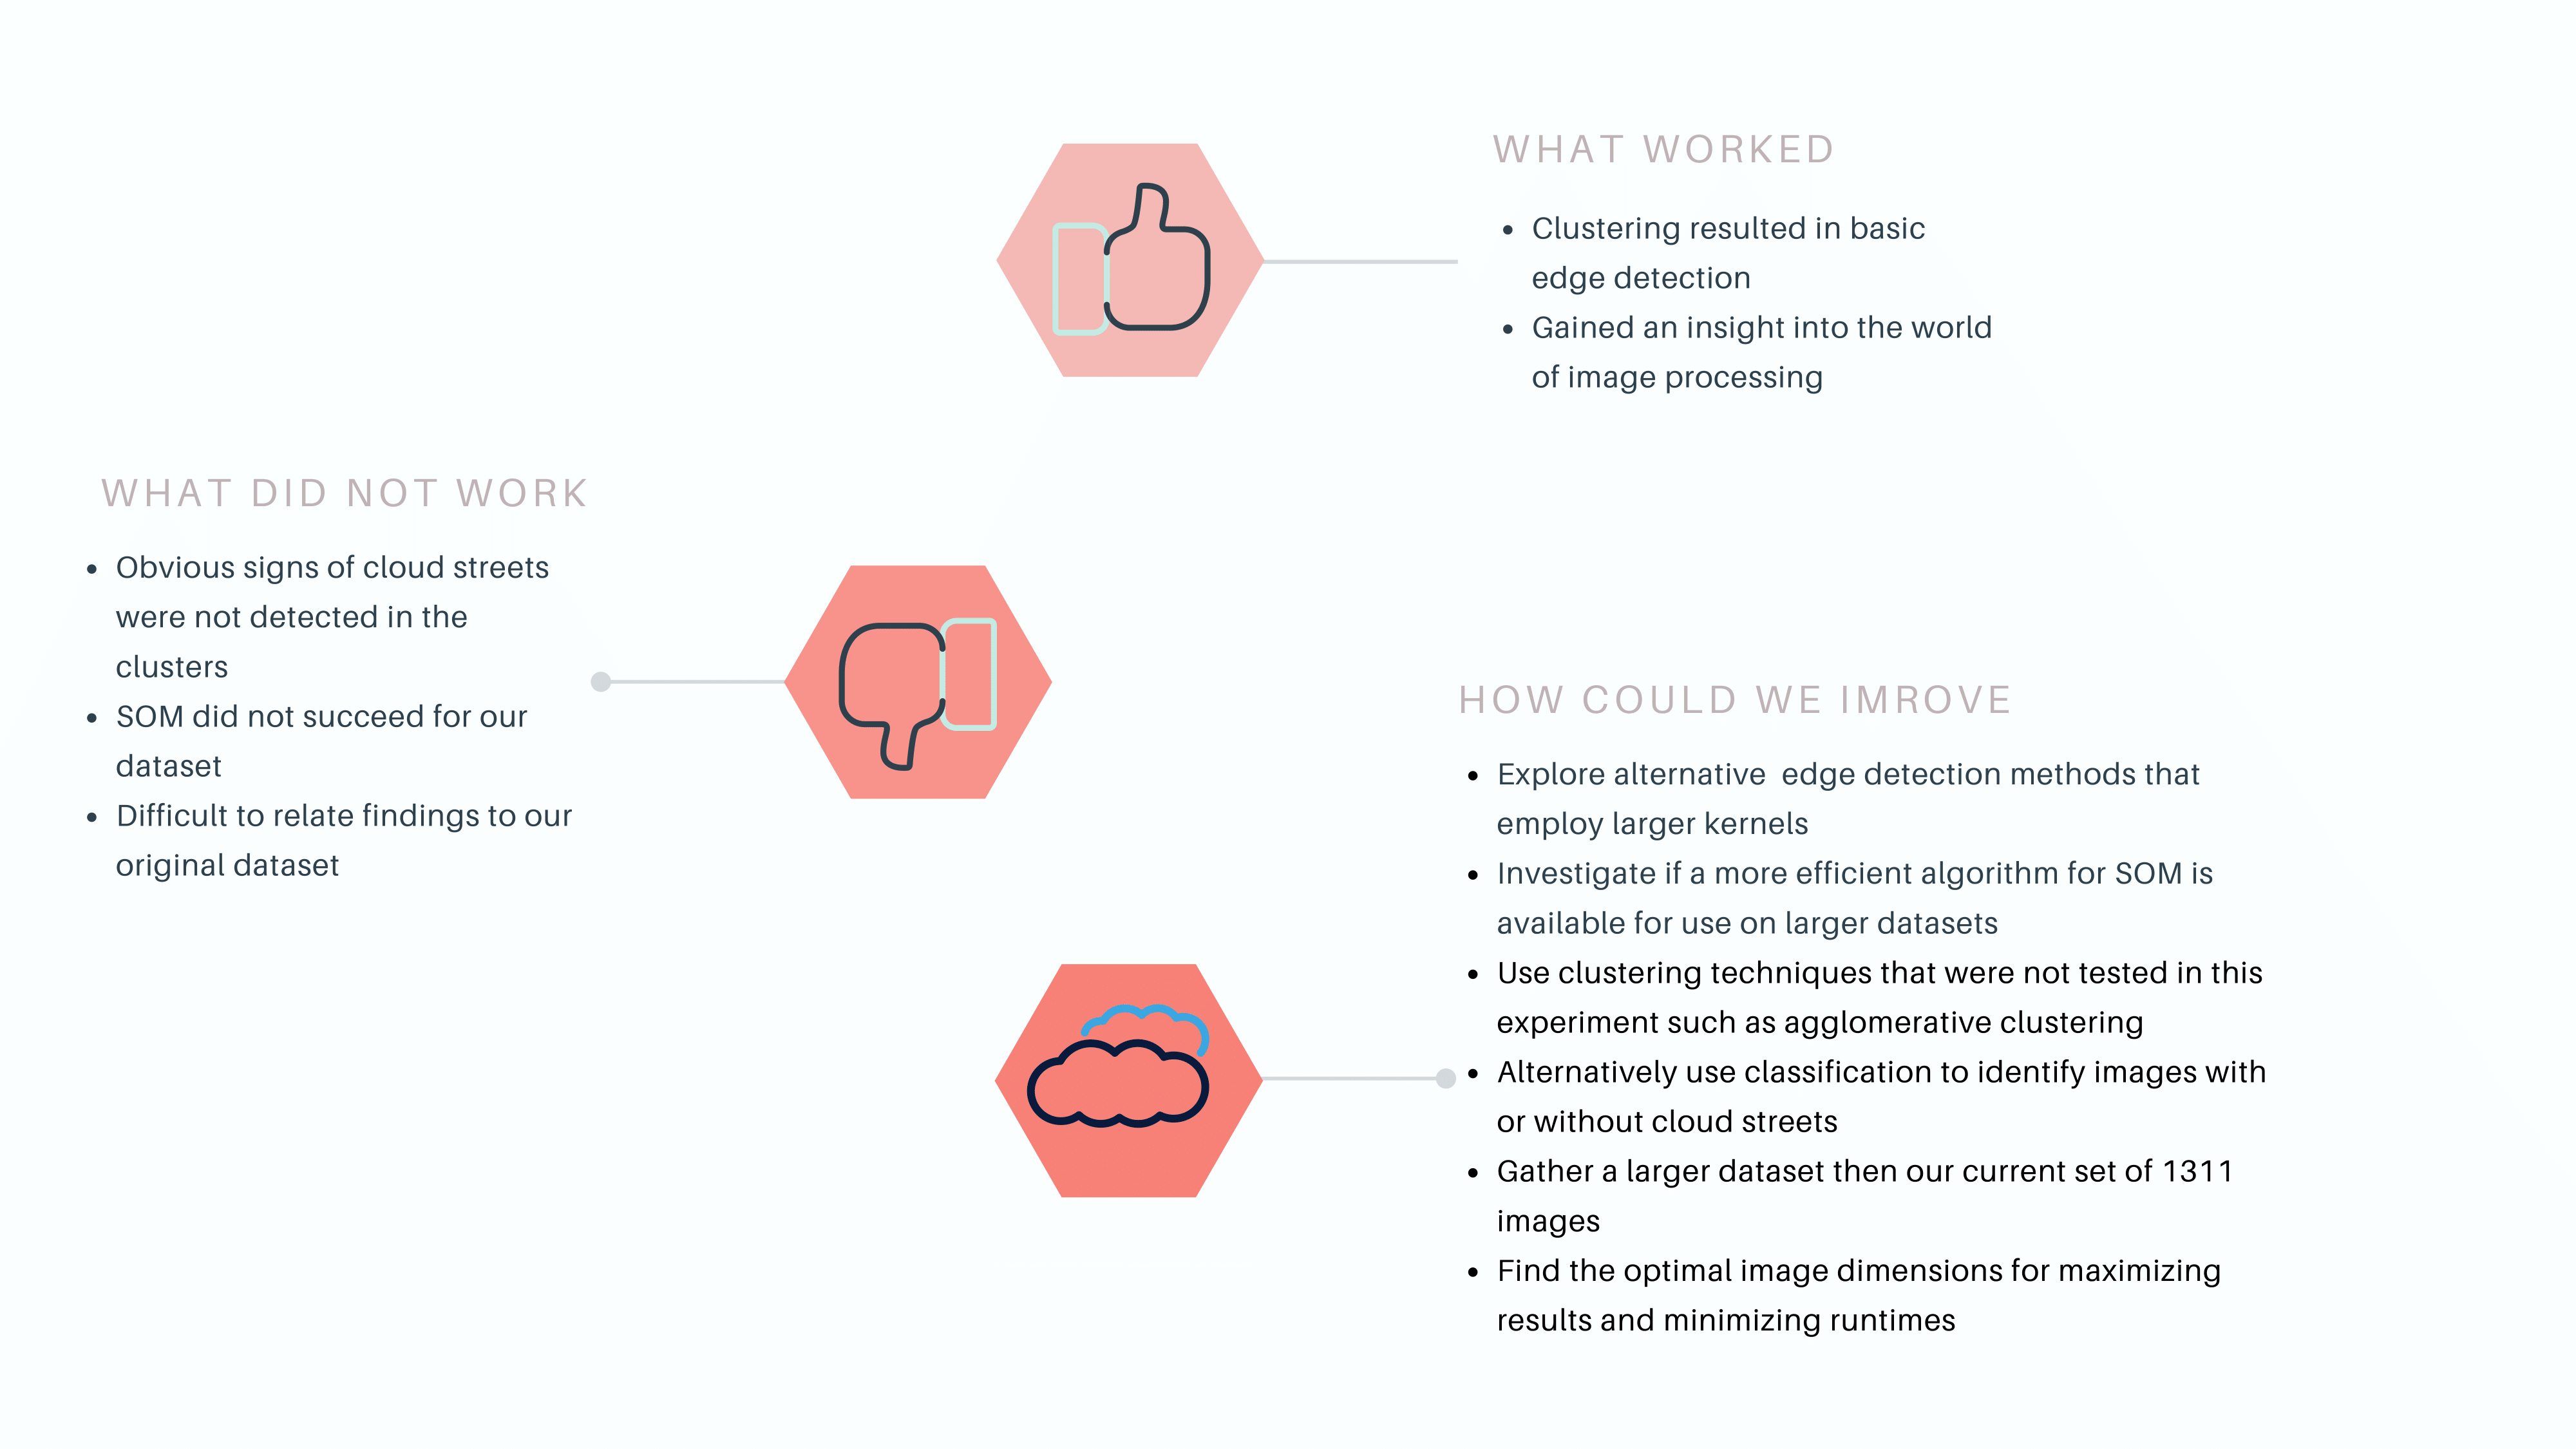 WHAT WORKED
• Clustering resulted in basic
edge detection
• Gained an insight into the world
of image processing
WHAT DID NOT WORK
• Obvious signs of cloud streets
were not detected in the
clusters
• SOM did not succeed for our
dataset
• Difficult to relate findings to our
original dataset
HOW COULD WE IMROVE
• Explore alternative  edge detection methods that
employ larger kernels
• Investigate if a more efficient algorithm for SOM is
available for use on larger datasets
• Use clustering techniques that were not tested in this
experiment such as agglomerative clustering
• Alternatively use classification to identify images with
or without cloud streets
• Gather a larger dataset then our current set of 1311
images
• Find the optimal image dimensions for maximizing
results and minimizing runtimes